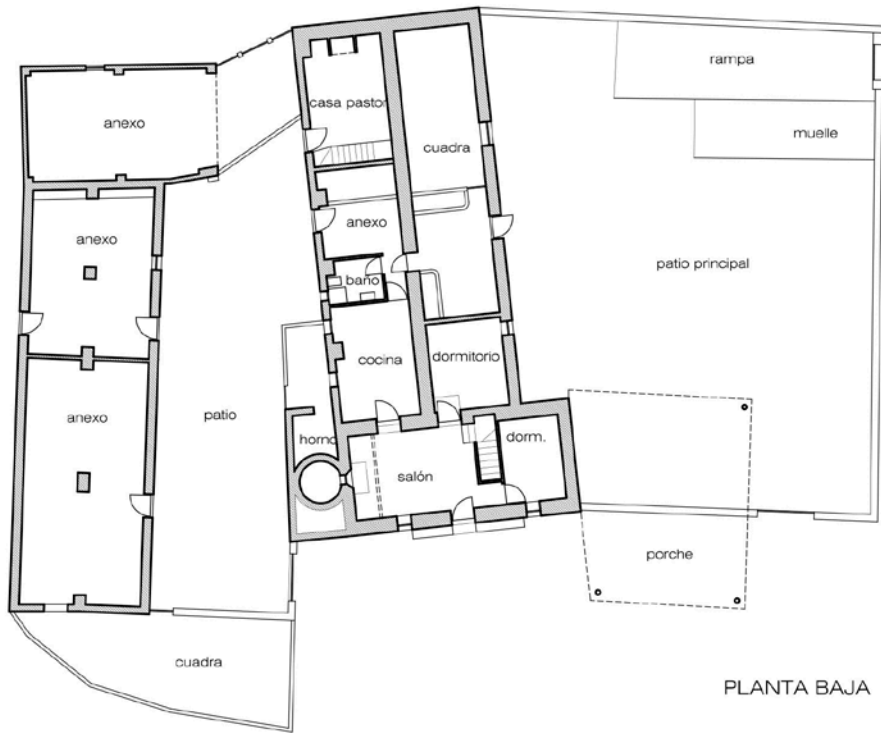 rampa
casa pastor
anexo
muelle
cuadra
anexo
anexo
patio principal
baño
cocina
dormitorio
anexo
patio
horno
dorm.
salón
porche
cuadra
PLANTA BAJA